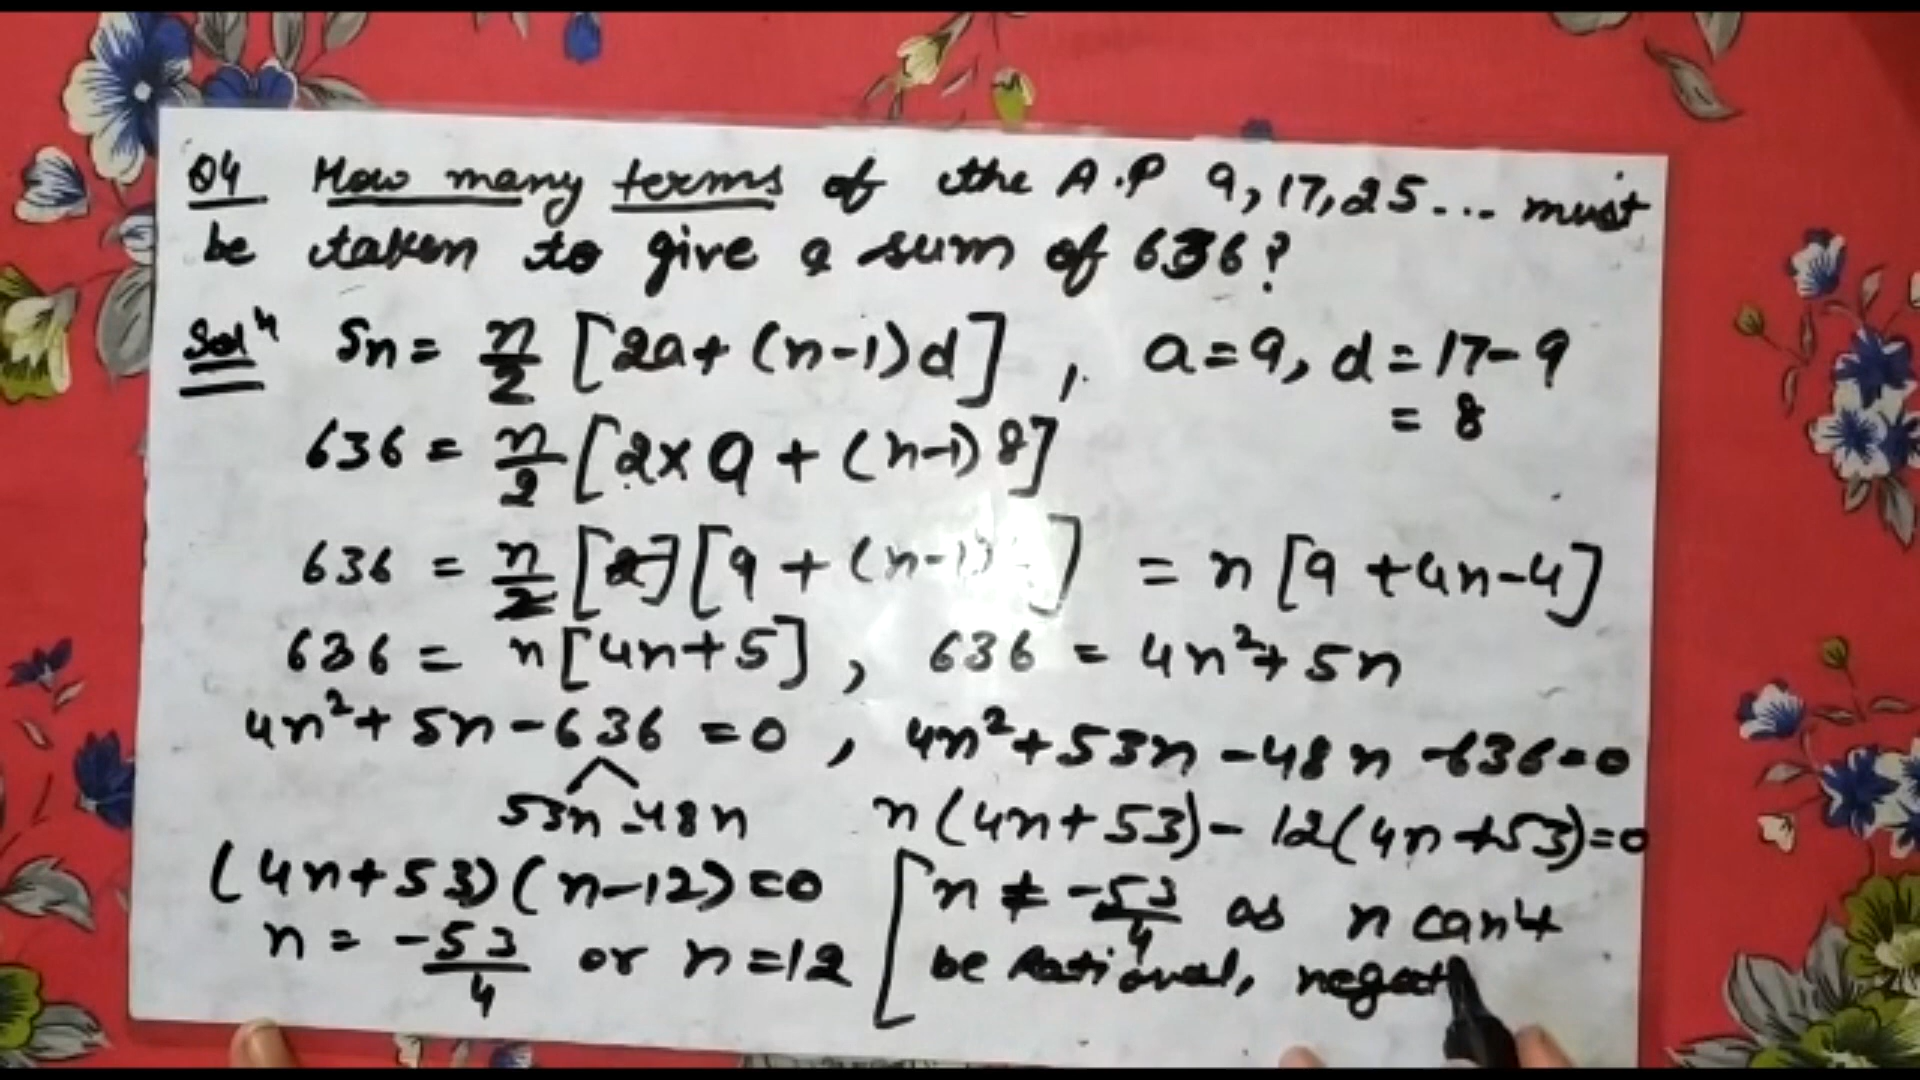 Q4 How many terms of the A.P 9, 17, 25... must
be taken to give a sum of 636?
Solⁿ Sn = n/2 [2a + (n-1)d], a = 9, d = 17-9
= 8
636 = n/2 [2×9 + (n-1)8]
636 = n/2 [2] [9 + (n-1) ] = n [9 + 4n-4]
636 = n[4n+5], 636 = 4n²+ 5n
4n²+ 5n-636 = 0, 4n²+53n -48n -636=0
53n -48n n(4n+53)- 12(4n+53)=0
(4n+53)(n-12)=0 [n ≠ -53/4 as n can't
n = -53/4 or n=12 be Rational, negat